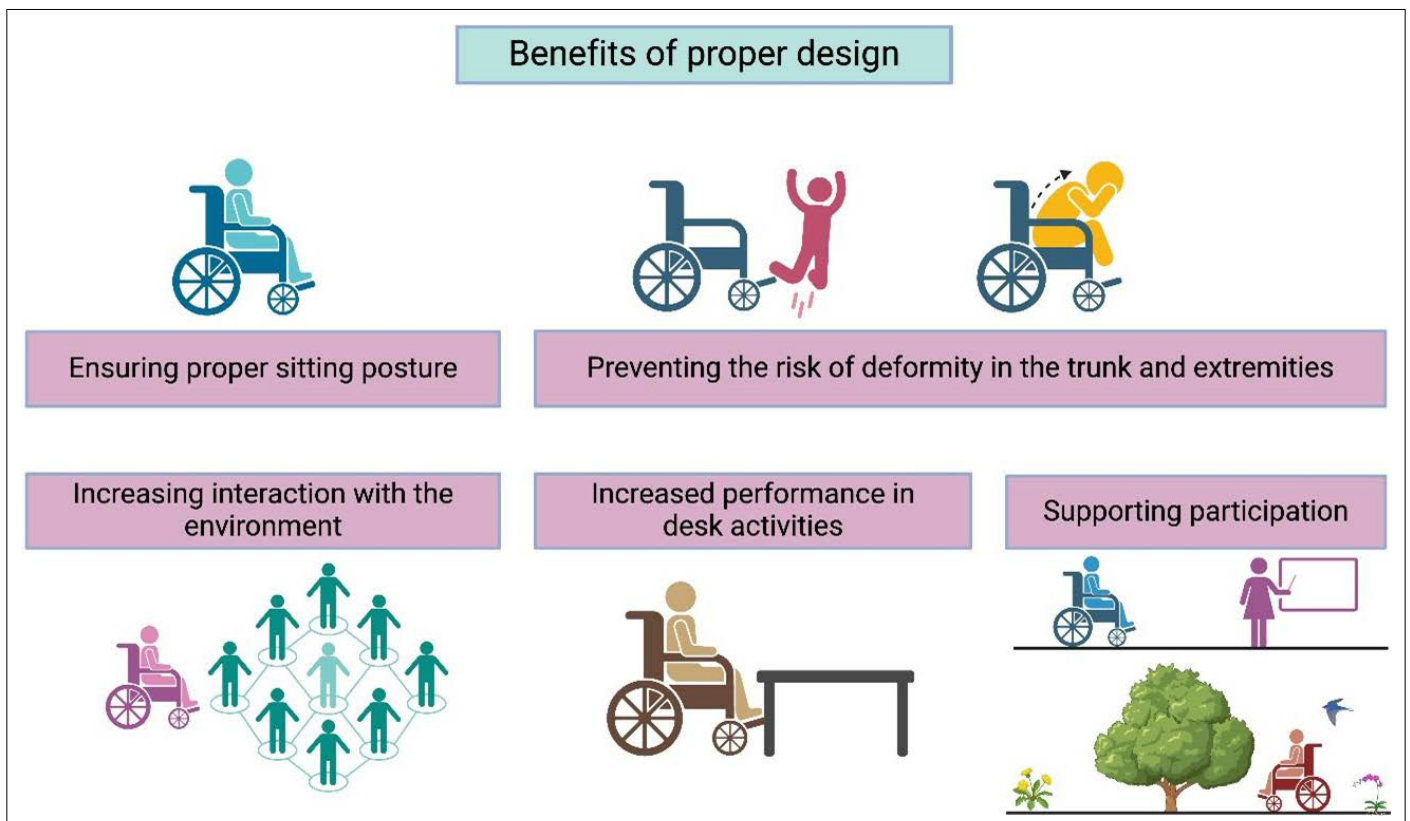 Benefits of proper design
Ensuring proper sitting posture
Preventing the risk of deformity in the trunk and extremities
Increasing interaction with the
environment
Increased performance in
desk activities
Supporting participation